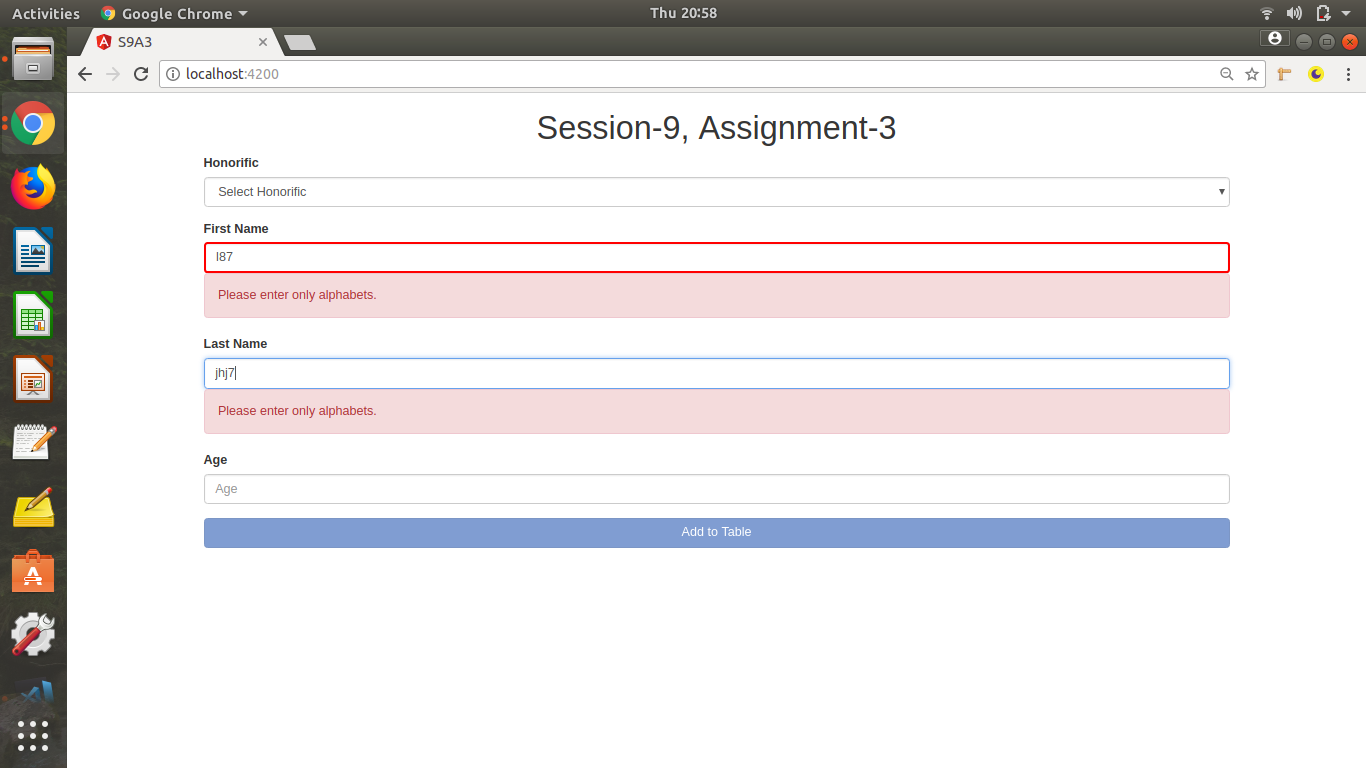 Activities
Google Chrome
Thu 20:58
S9A3
localhost:4200
Session-9, Assignment-3
Honorific
Select Honorific
First Name
l87
Please enter only alphabets.
Last Name
jhj7
Please enter only alphabets.
Age
Age
Add to Table